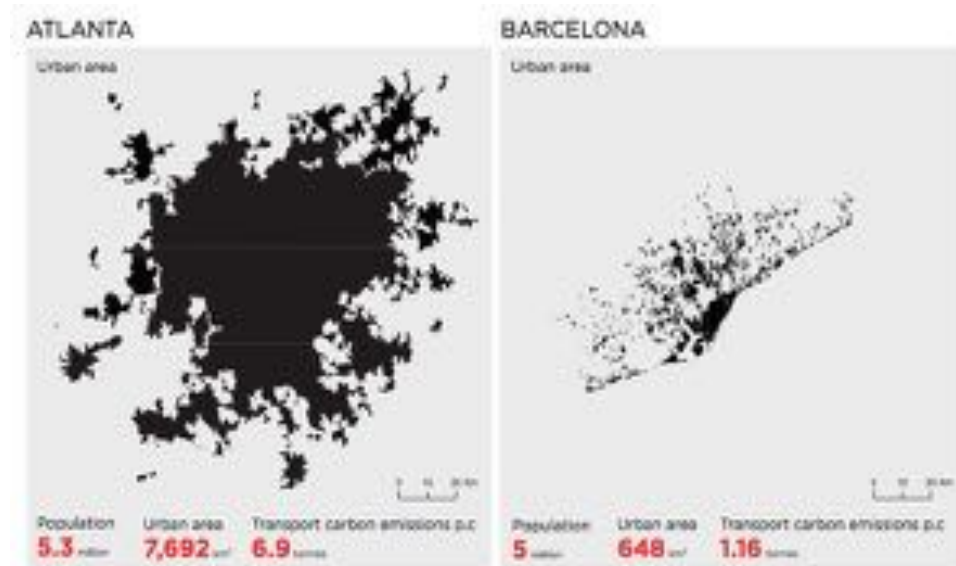 ATLANTA
Urban area
Population
5.3 million
Urban area
7,692 km²
Transport carbon emissions p.c
6.9 tonnes
BARCELONA
Urban area
Population
5 million
Urban area
648 km²
Transport carbon emissions p.c
1.16 tonnes